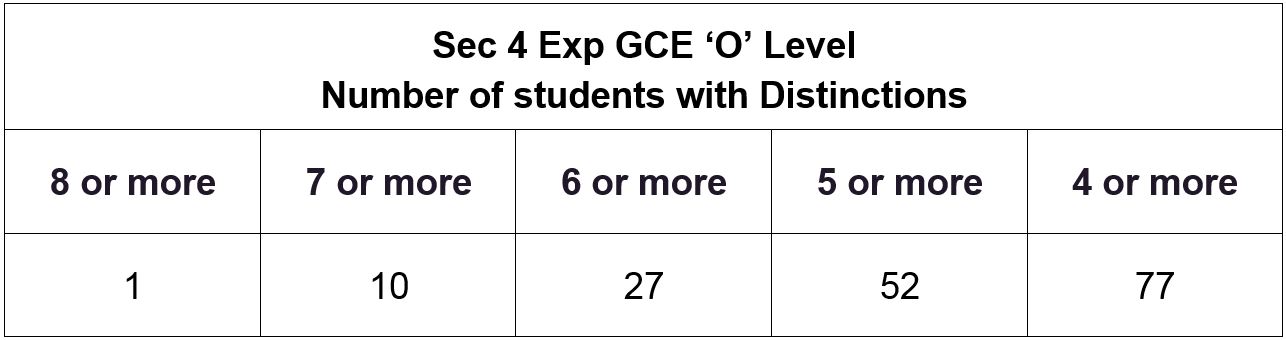 Sec 4 Exp GCE ‘O’ Level
Number of students with Distinctions
8 or more 7 or more 6 or more 5 or more 4 or more
1 10 27 52 77